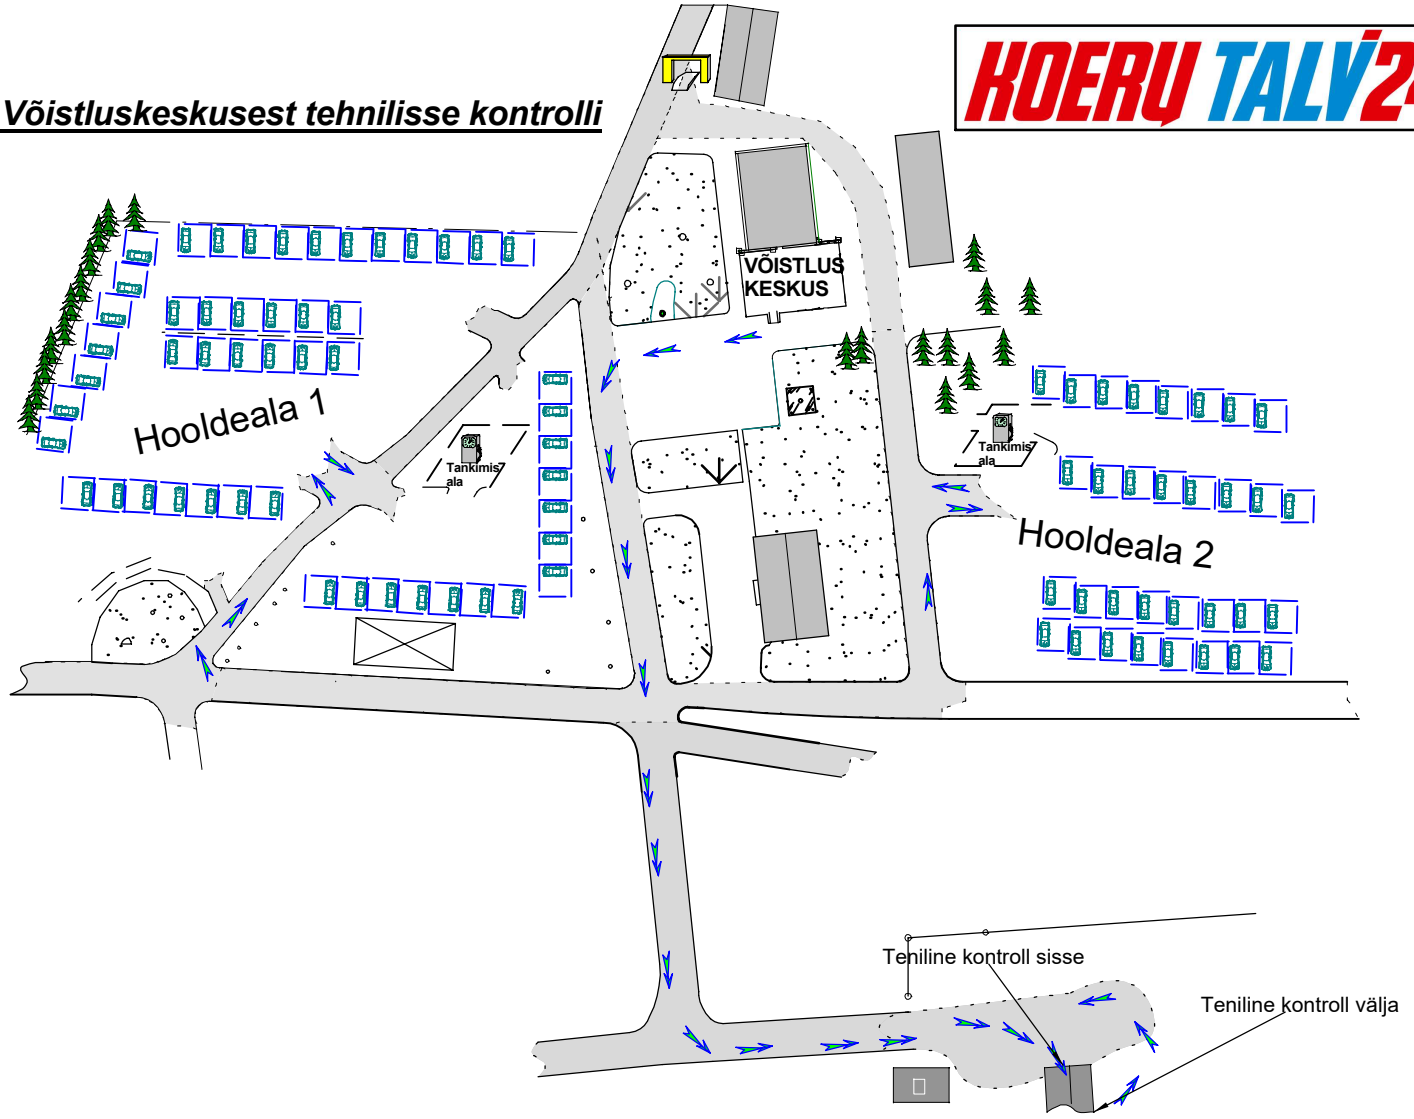 Võistluskeskusest tehnilisse kontrolli
KOERU TALV
VÕISTLUS
KESKUS
Hooldeala 1
Tankimis
ala
Tankimis
ala
Hooldeala 2
Teniline kontroll sisse
Teniline kontroll välja